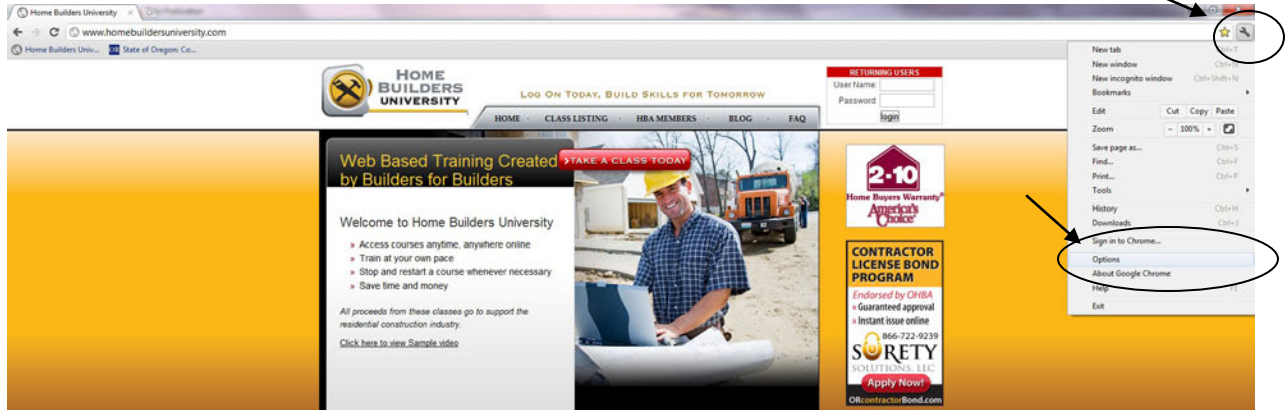 Home Builders University
www.homebuildersuniversity.com
Home Builders Univ...
OR State of Oregon: Co...
HOME
BUILDERS
UNIVERSITY
LOG ON TODAY, BUILD SKILLS FOR TOMORROW
RETURNING USERS
User Name:
Password:
login
HOME
CLASS LISTING
HBA MEMBERS
BLOG
FAQ
Web Based Training Created
by Builders for Builders
TAKE A CLASS TODAY
Welcome to Home Builders University
» Access courses anytime, anywhere online
» Train at your own pace
» Stop and restart a course whenever necessary
» Save time and money
All proceeds from these classes go to support the
residential construction industry.
Click here to view Sample video
2-10
Home Buyers Warranty®
America's
Choice®
CONTRACTOR
LICENSE BOND
PROGRAM
Endorsed by OHBA
» Guaranteed approval
» Instant issue online
866-722-9239
SURETY
SOLUTIONS, LLC
Apply Now!
ORcontractorBond.com
New tab Ctrl+T
New window Ctrl+N
New incognito window Ctrl+Shift+N
Bookmarks
Edit Cut Copy Paste
Zoom - 100% +
Save page as... Ctrl+S
Find... Ctrl+F
Print... Ctrl+P
Tools
History Ctrl+H
Downloads Ctrl+J
Sign in to Chrome...
Options
About Google Chrome
Help F1
Exit